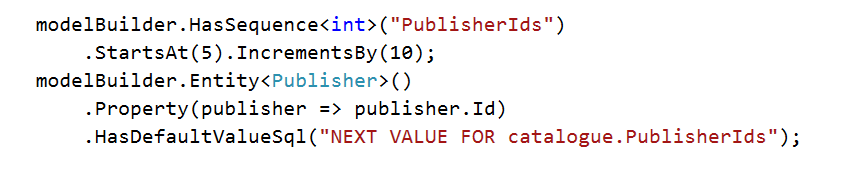 modelBuilder.HasSequence<int>("PublisherIds")
    .StartsAt(5).IncrementsBy(10);
modelBuilder.Entity<Publisher>()
    .Property(publisher => publisher.Id)
    .HasDefaultValueSql("NEXT VALUE FOR catalogue.PublisherIds");